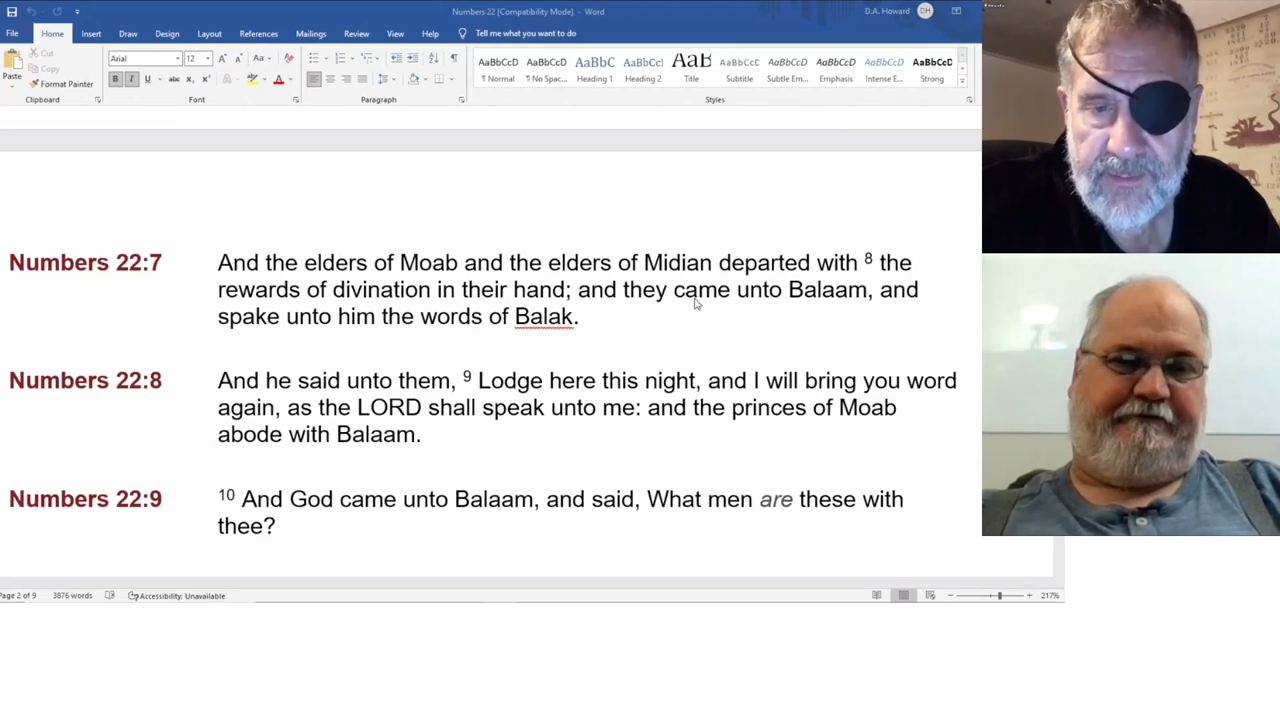 Numbers 22 [Compatibility Mode] - Word
D.A. Howard
DH
File Home Insert Draw Design Layout References Mailings Review View Help Tell me what you want to do
Cut
Copy
Format Painter
Paste
Arial 12
Clipboard Font Paragraph Styles
AaBbCcD AaBbCcD AaBbC AaBbCcl AaB AaBbCcD AaBbCcD AaBbCcD AaBbCcD AaBbCcD
¶ Normal ¶ No Spac... Heading 1 Heading 2 Title Subtitle Subtle Em... Emphasis Intense E... Strong
Numbers 22:7 And the elders of Moab and the elders of Midian departed with 8 the
rewards of divination in their hand; and they came unto Balaam, and
spake unto him the words of Balak.
Numbers 22:8 And he said unto them, 9 Lodge here this night, and I will bring you word
again, as the LORD shall speak unto me: and the princes of Moab
abode with Balaam.
Numbers 22:9 10 And God came unto Balaam, and said, What men are these with
thee?
Page 2 of 9 3876 words Accessibility: Unavailable 217%